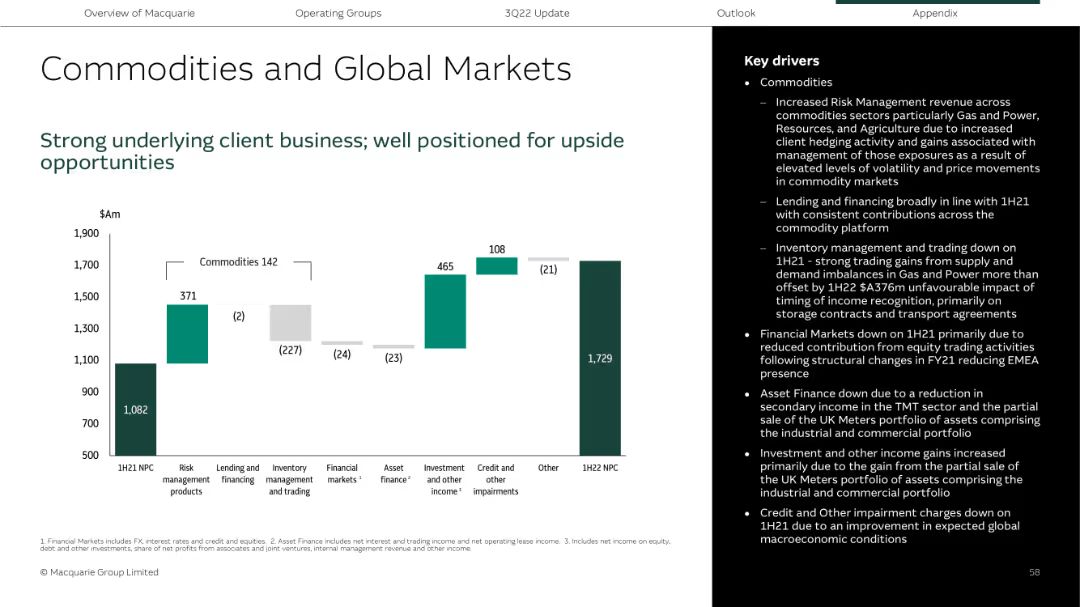 Overview of Macquarie
Operating Groups
3Q22 Update
Outlook
Appendix
Commodities and Global Markets
Strong underlying client business; well positioned for upside
opportunities
$Am
1,900
1,700
1,500
1,300
1,100
900
700
500
Commodities 142
1,082
371
(2)
(227)
(24)
(23)
465
108
(21)
1,729
1H21 NPC
Risk
management
products
Lending and
financing
Inventory
management
and trading
Financial
markets ¹
Asset
finance ²
Investment
and other
income ³
Credit and
other
impairments
Other
1H22 NPC
1. Financial Markets includes FX, interest rates and credit and equities. 2. Asset Finance includes net interest and trading income and net operating lease income. 3. Includes net income on equity,
debt and other investments, share of net profits from associates and joint ventures, internal management revenue and other income.
© Macquarie Group Limited
Key drivers
• Commodities
– Increased Risk Management revenue across
commodities sectors particularly Gas and Power,
Resources, and Agriculture due to increased
client hedging activity and gains associated with
management of those exposures as a result of
elevated levels of volatility and price movements
in commodity markets
– Lending and financing broadly in line with 1H21
with consistent contributions across the
commodity platform
– Inventory management and trading down on
1H21 - strong trading gains from supply and
demand imbalances in Gas and Power more than
offset by 1H22 $A376m unfavourable impact of
timing of income recognition, primarily on
storage contracts and transport agreements
• Financial Markets down on 1H21 primarily due to
reduced contribution from equity trading activities
following structural changes in FY21 reducing EMEA
presence
• Asset Finance down due to a reduction in
secondary income in the TMT sector and the partial
sale of the UK Meters portfolio of assets comprising
the industrial and commercial portfolio
• Investment and other income gains increased
primarily due to the gain from the partial sale of
the UK Meters portfolio of assets comprising the
industrial and commercial portfolio
• Credit and Other impairment charges down on
1H21 due to an improvement in expected global
macroeconomic conditions
58